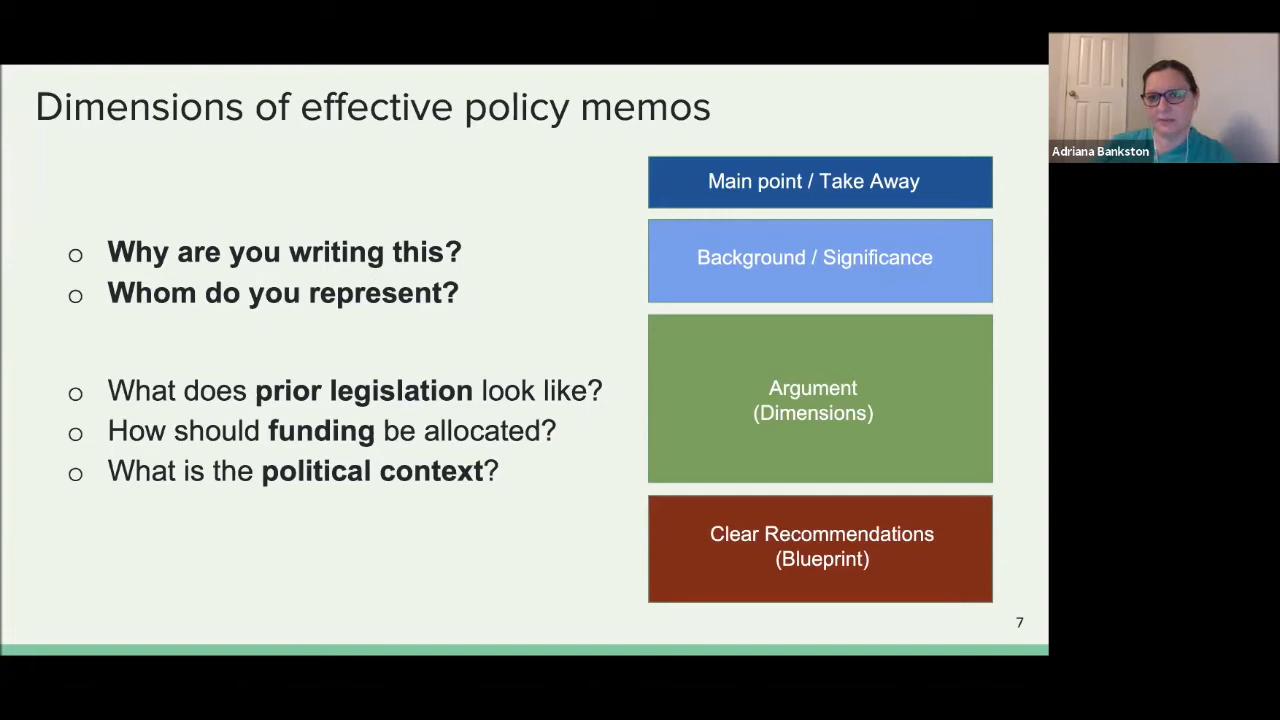 Dimensions of effective policy memos
Why are you writing this?
Whom do you represent?
What does prior legislation look like?
How should funding be allocated?
What is the political context?
Main point / Take Away
Background / Significance
Argument
(Dimensions)
Clear Recommendations
(Blueprint)
7
Adriana Bankston